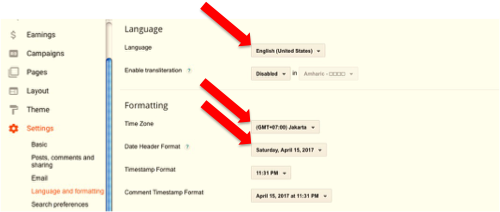 Earnings
Campaigns
Pages
Layout
Theme
Settings
Basic
Posts, comments and
sharing
Email
Language and formatting
Search preferences
Language
Language
English (United States)
Enable transliteration ?
Disabled in Amharic -
Formatting
Time Zone
(GMT+07:00) Jakarta
Date Header Format ?
Saturday, April 15, 2017
Timestamp Format
11:31 PM
Comment Timestamp Format
April 15, 2017 at 11:31 PM